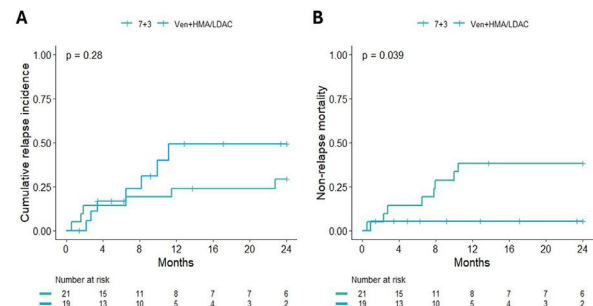 A
7+3 Ven+HMA/LDAC
p = 0.28
Cumulative relapse incidence
1.00
0.75
0.50
0.25
0.00
0 4 8 12 16 20 24
Months
Number at risk
21 15 11 8 7 7 6
19 13 10 5 4 3 2
B
7+3 Ven+HMA/LDAC
p = 0.039
Non-relapse mortality
1.00
0.75
0.50
0.25
0.00
0 4 8 12 16 20 24
Months
Number at risk
21 15 11 8 7 7 6
19 13 10 5 3 2